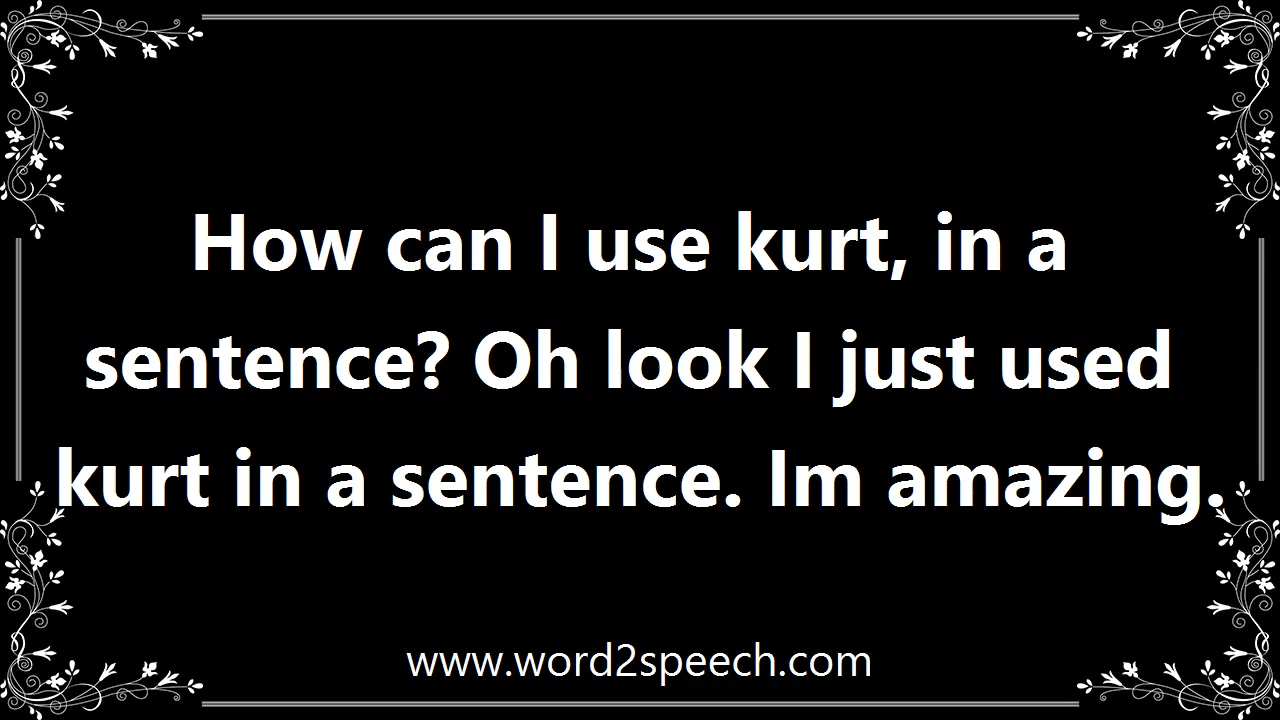 How can I use kurt, in a
sentence? Oh look I just used
kurt in a sentence. Im amazing.
www.word2speech.com